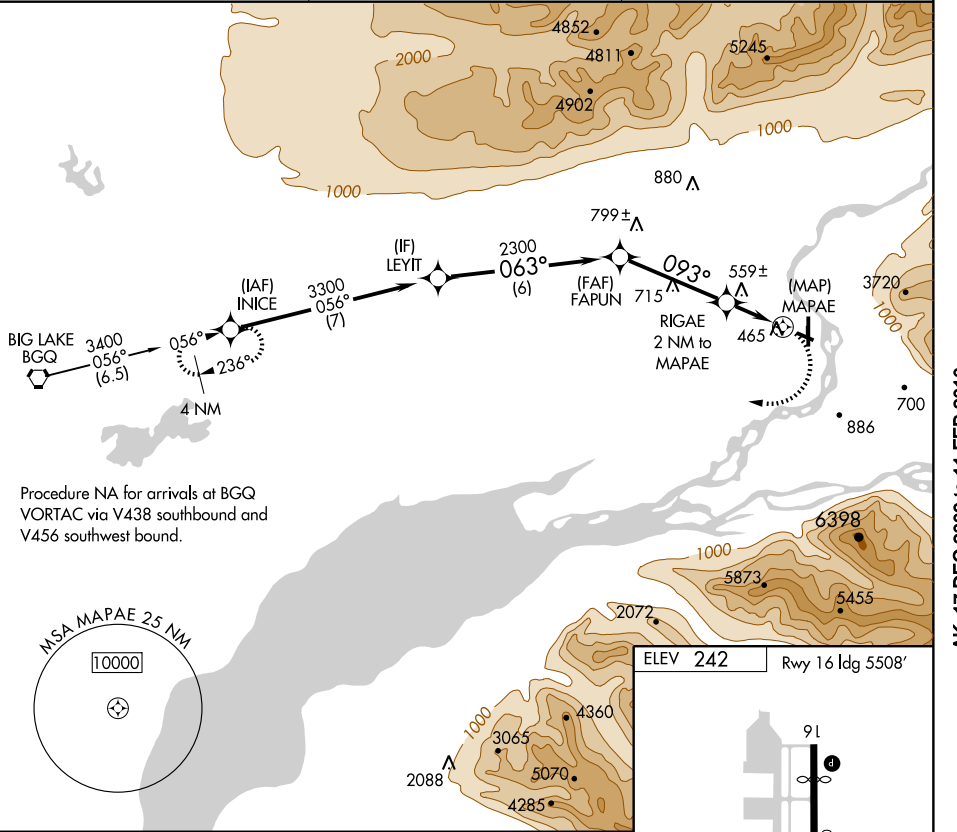 4852
4811
5245
2000
4902
1000
1000
880
799±
(IF)
LEYIT
2300
063°
(6)
(FAF)
FAPUN
093°
715
559±
(MAP)
MAPAE
3720
1000
(IAF)
INICE
3300
056°
(7)
RIGAE
2 NM to
MAPAE
465
BIG LAKE
BGQ
3400
056°
(6.5)
056°
236°
4 NM
700
886
Procedure NA for arrivals at BGQ
VORTAC via V438 southbound and
V456 southwest bound.
6398
1000
5873
5455
2072
MSA MAPAE 25 NM
10000
ELEV 242
Rwy 16 ldg 5508'
1000
4360
3065
2088
5070
4285
16
P